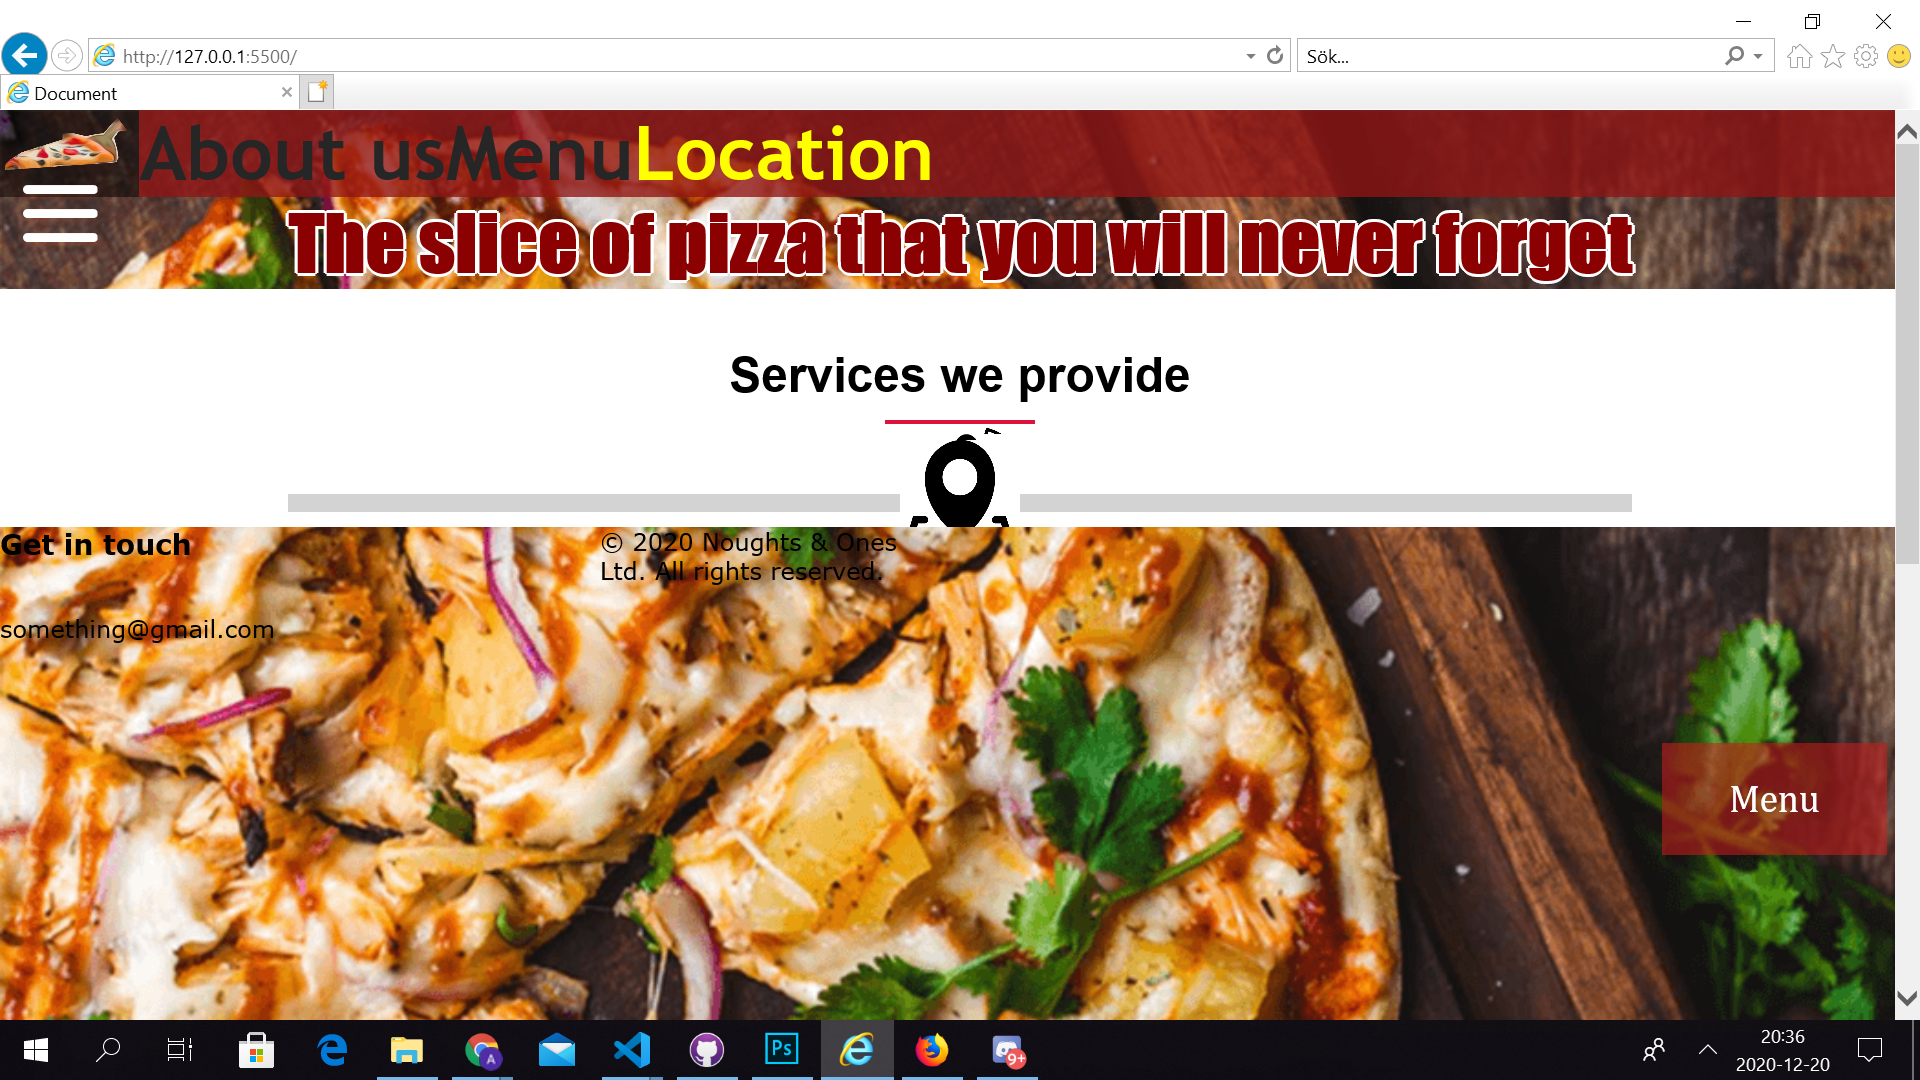 http://127.0.0.1:5500/
Sök...
Document
About usMenuLocation
The slice of pizza that you will never forget
Services we provide
Get in touch
© 2020 Noughts & Ones
Ltd. All rights reserved.
something@gmail.com
Menu
A
Ps
9+
20:36
2020-12-20